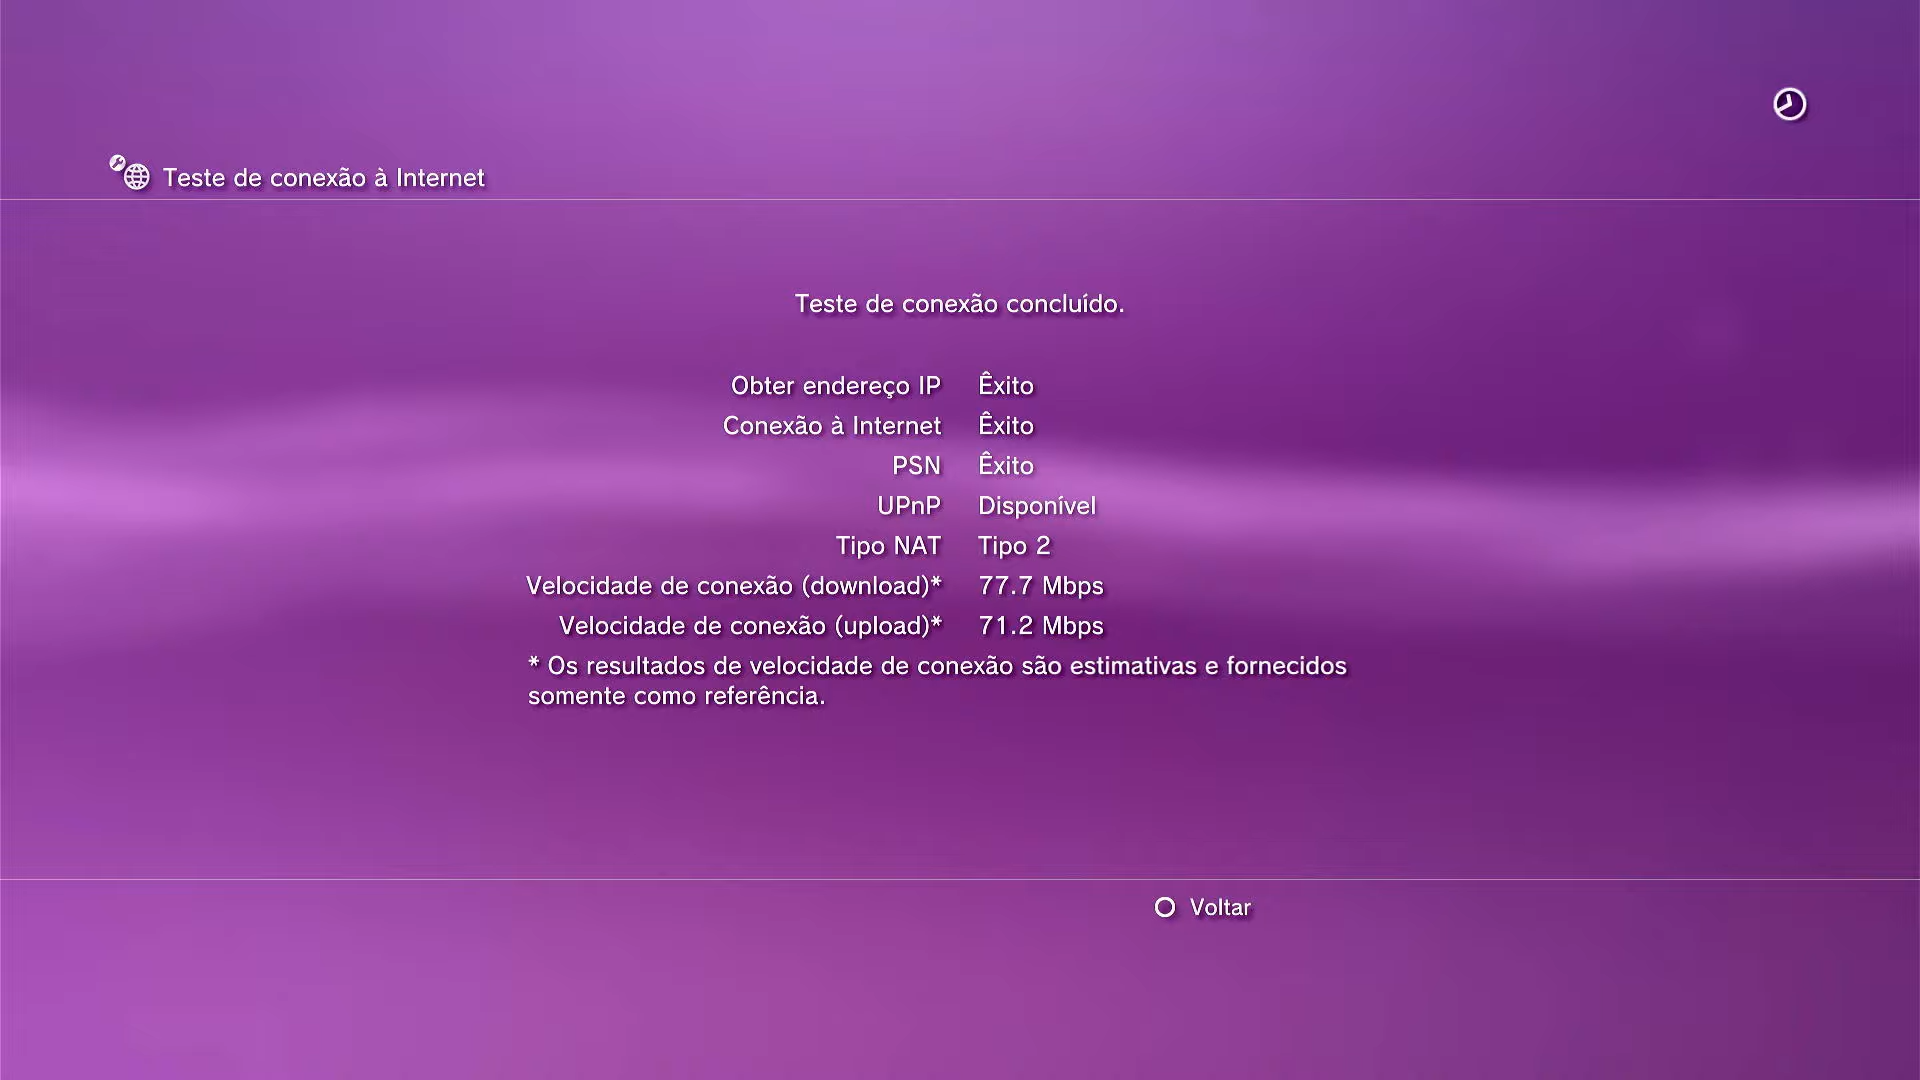 Teste de conexão à Internet
Teste de conexão concluído.
Obter endereço IP Êxito
Conexão à Internet Êxito
PSN Êxito
UPnP Disponível
Tipo NAT Tipo 2
Velocidade de conexão (download)* 77.7 Mbps
Velocidade de conexão (upload)* 71.2 Mbps
* Os resultados de velocidade de conexão são estimativas e fornecidos
somente como referência.
Voltar